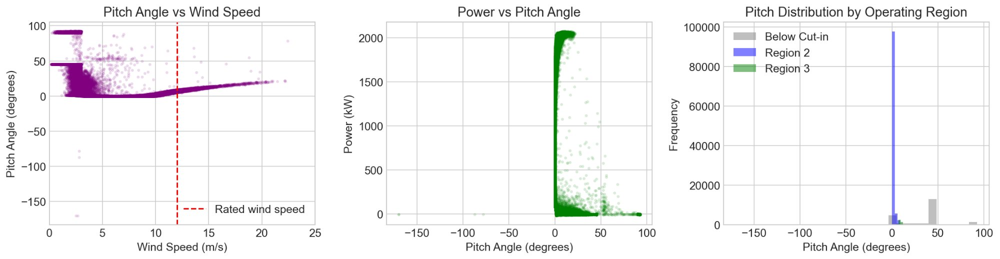 Pitch Angle vs Wind Speed
Pitch Angle (degrees)
100
50
0
−50
−100
−150
Rated wind speed
0 5 10 15 20 25
Wind Speed (m/s)
Power vs Pitch Angle
Power (kW)
2000
1500
1000
500
0
−150 −100 −50 0 50 100
Pitch Angle (degrees)
Pitch Distribution by Operating Region
Frequency
100000
80000
60000
40000
20000
0
Below Cut-in
Region 2
Region 3
−150 −100 −50 0 50 100
Pitch Angle (degrees)